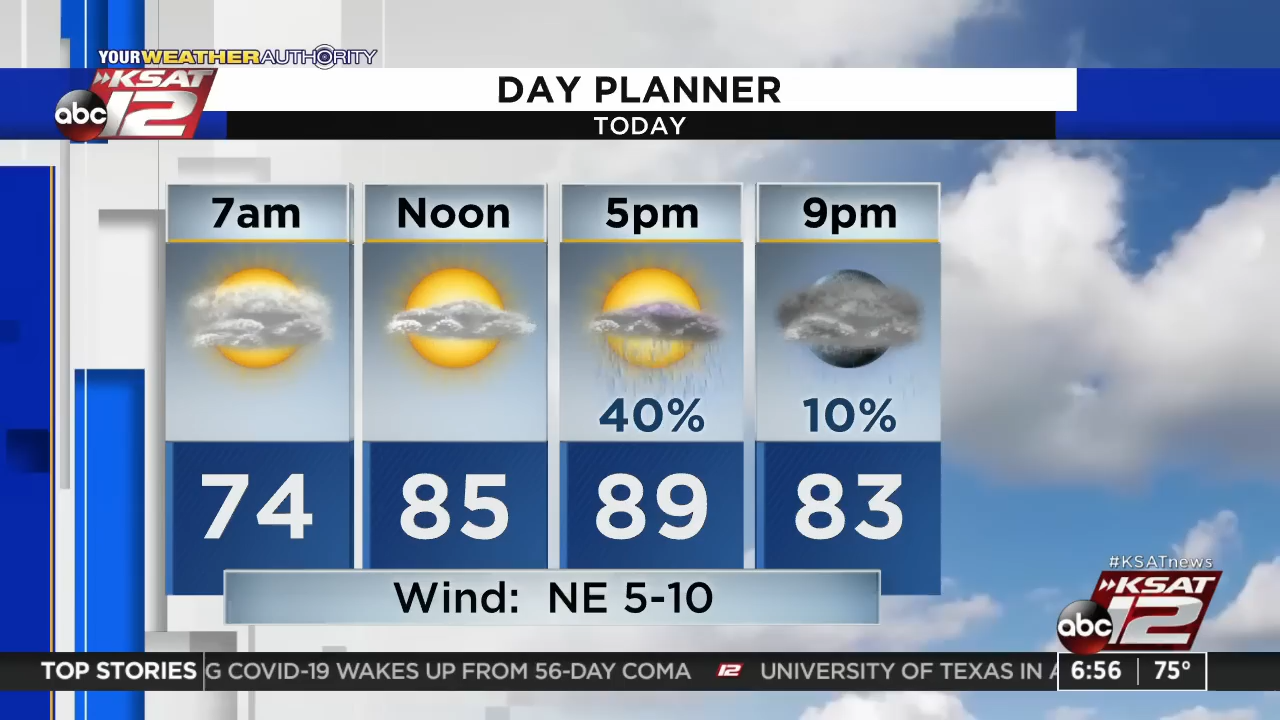 YOURWEATHERAUTHORITY
KSAT
abc 12
DAY PLANNER
TODAY
7am Noon 5pm 9pm
40% 10%
74 85 89 83
Wind: NE 5-10
#KSATnews
KSAT
abc 12
TOP STORIES G COVID-19 WAKES UP FROM 56-DAY COMA 12 UNIVERSITY OF TEXAS IN A 6:56 75°